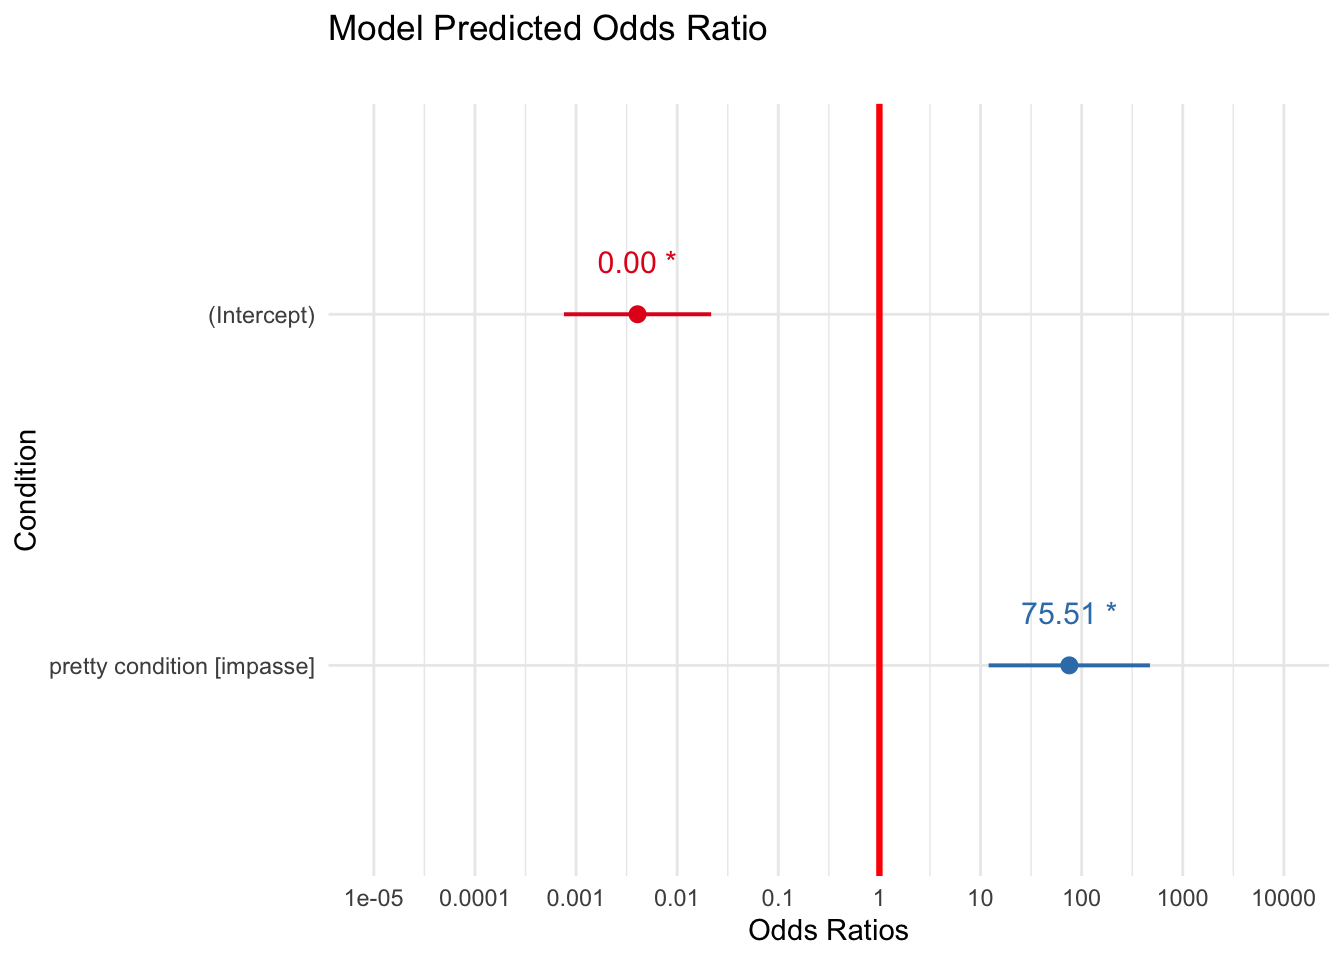 Model Predicted Odds Ratio
0.00 *
(Intercept)
Condition
75.51 *
pretty condition [impasse]
1e-05 0.0001 0.001 0.01 0.1 1 10 100 1000 10000
Odds Ratios